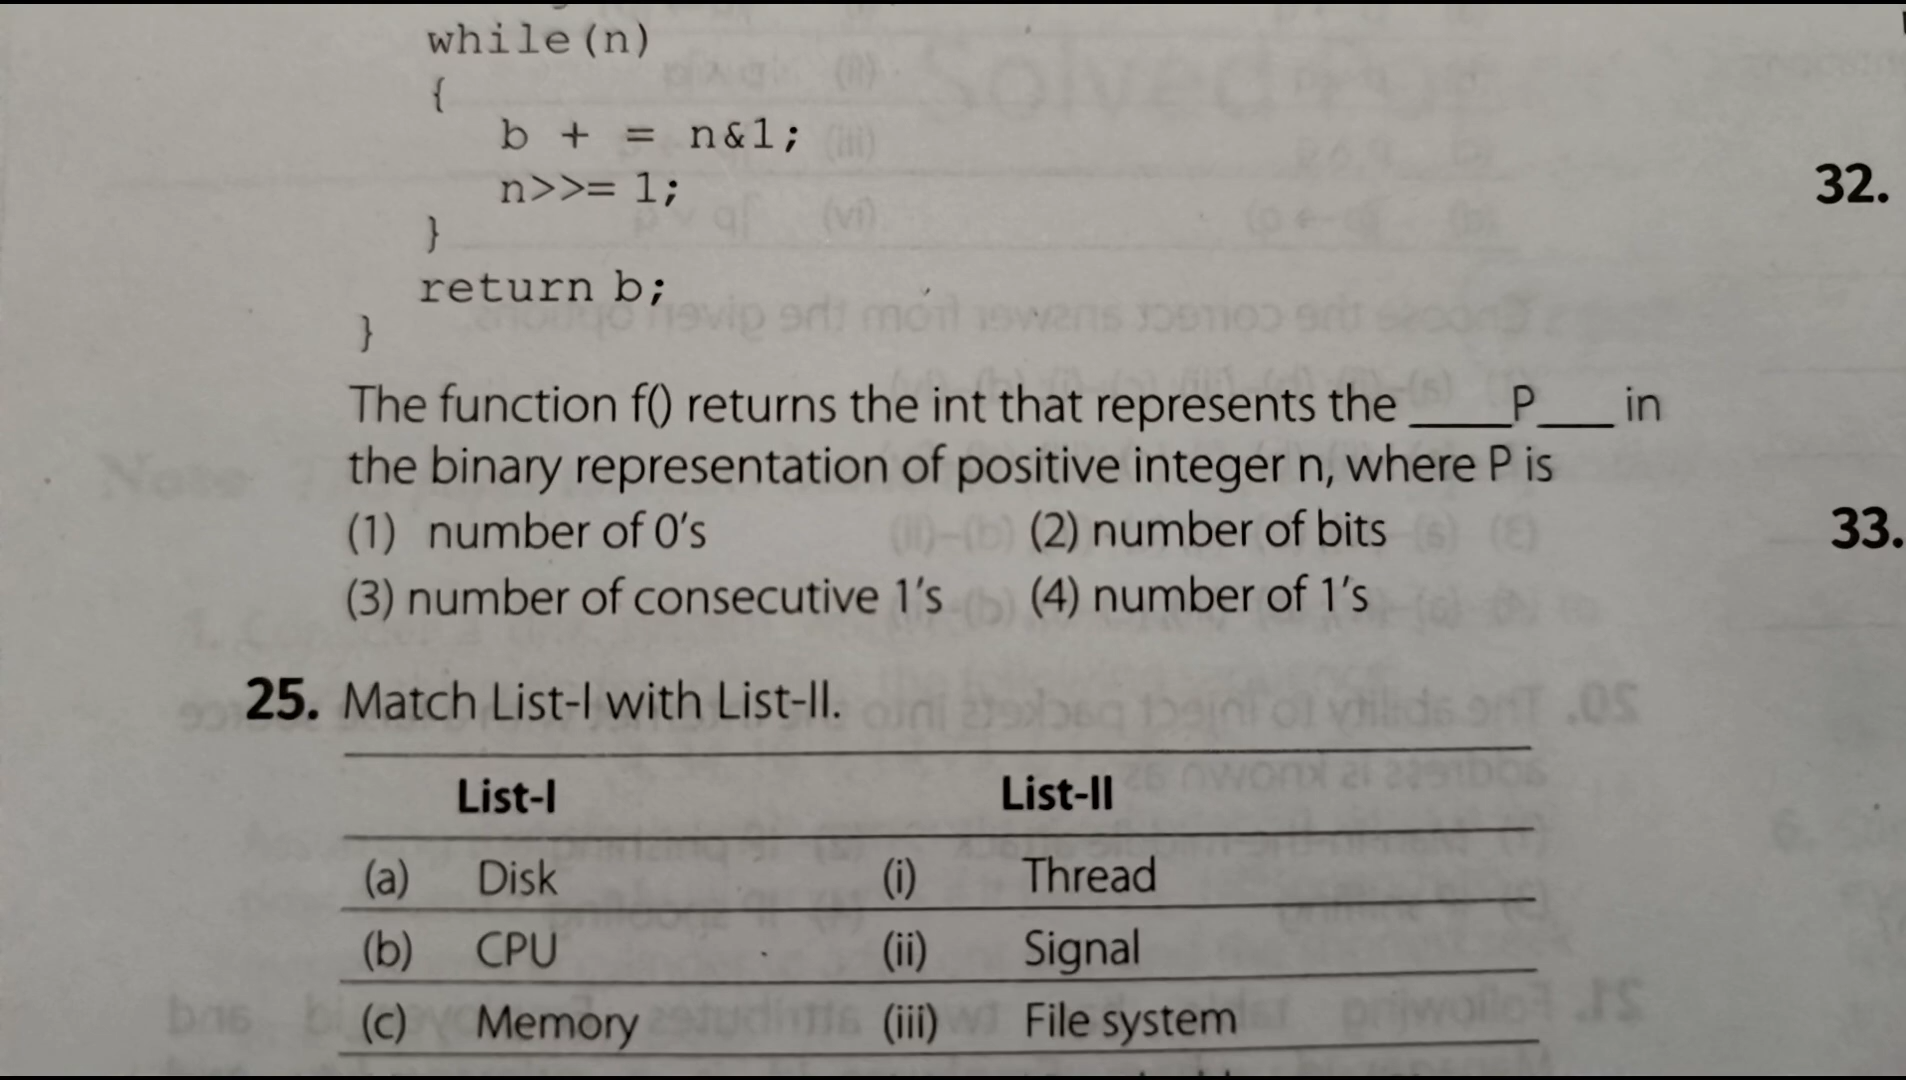 while(n)
{
b + = n&1;
n>>= 1;
}
return b;
}
The function f() returns the int that represents the ____P___ in
the binary representation of positive integer n, where P is
(1) number of 0's (2) number of bits
(3) number of consecutive 1's (4) number of 1's
25. Match List-I with List-II.
List-I List-II
(a) Disk (i) Thread
(b) CPU (ii) Signal
(c) Memory (iii) File system
32.
33.